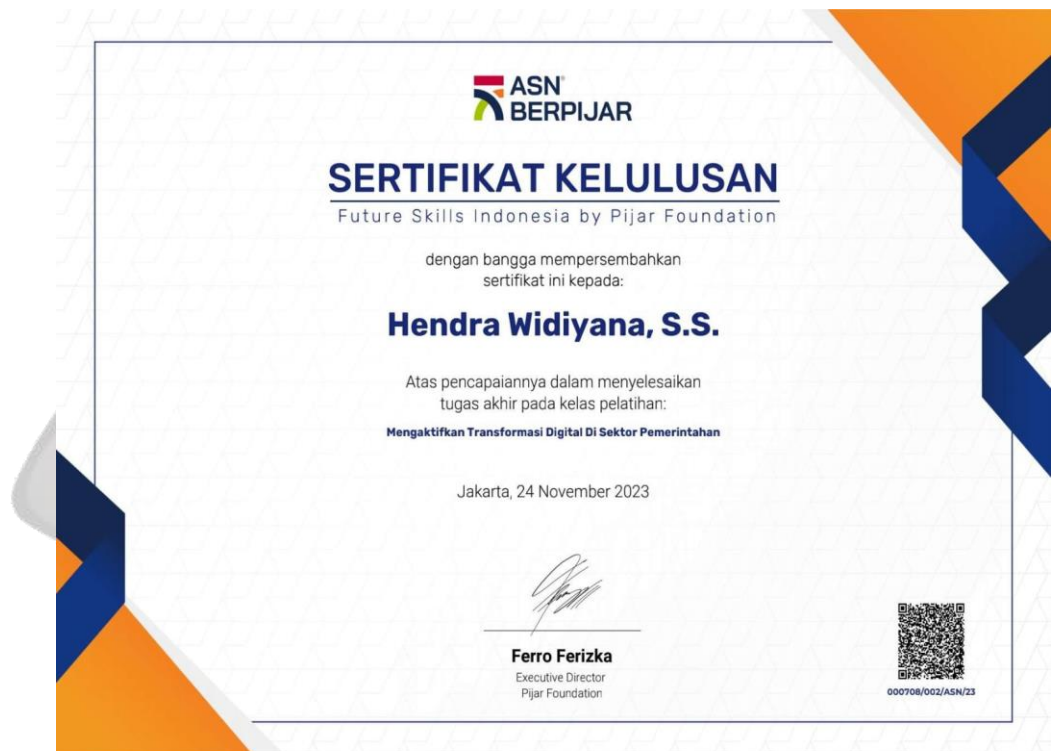 ASN
BERPIJAR
SERTIFIKAT KELULUSAN
Future Skills Indonesia by Pijar Foundation
dengan bangga mempersembahkan
sertifikat ini kepada:
Hendra Widiyana, S.S.
Atas pencapaiannya dalam menyelesaikan
tugas akhir pada kelas pelatihan:
Mengaktifkan Transformasi Digital Di Sektor Pemerintahan
Jakarta, 24 November 2023
Ferro Ferizka
Executive Director
Pijar Foundation
000708/002/ASN/23